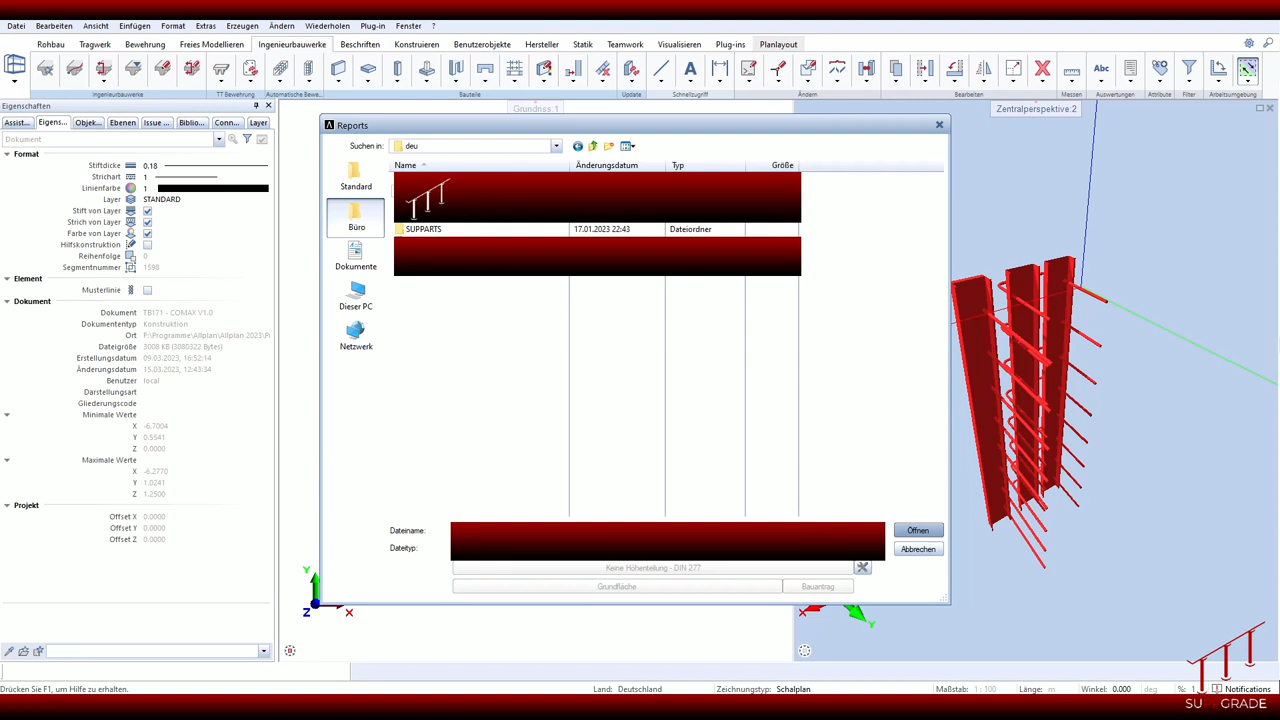 Datei Bearbeiten Ansicht Einfügen Format Extras Erzeugen Ändern Wiederholen Plug-in Fenster ?
Rohbau Tragwerk Bewehrung Freies Modellieren Ingenieurbauwerke Beschriften Konstruieren Benutzerobjekte Hersteller Statik Teamwork Visualisieren Plug-ins Planlayout
Ingenieurbauwerke TT Bewehrung Automatische Bewe... Bauteile Update Schnellzugriff Ändern Bearbeiten Messen Auswertungen Attribute Filter Arbeitsumgebung
Eigenschaften
Grundriss:1
Zentralperspektive:2
Assist... Eigens... Objek... Ebenen Issue ... Biblio... Conn... Layer
Dokument
Format
Stiftdicke 0.18
Strichart 1
Linienfarbe 1
Layer STANDARD
Stift von Layer
Strich von Layer
Farbe von Layer
Hilfskonstruktion
Reihenfolge 0
Segmentnummer 1598
Element
Musterlinie
Dokument
Dokument TB171 - COMAX V1.0
Dokumententyp Konstruktion
Ort F:\Programme\Allplan\Allplan 2023\P
Dateigröße 3008 KB (3080322 Bytes)
Erstellungsdatum 09.03.2023, 16:52:14
Änderungsdatum 15.03.2023, 12:43:34
Benutzer local
Darstellungsart
Gliederungscode
Minimale Werte
X -6.7004
Y 0.5541
Z 0.0000
Maximale Werte
X -6.2770
Y 1.0241
Z 1.2500
Projekt
Offset X 0.0000
Offset Y 0.0000
Offset Z 0.0000
Reports
Suchen in: deu
Name Änderungsdatum Typ Größe
Standard
Büro
Dokumente
Dieser PC
Netzwerk
SUPPARTS 17.01.2023 22:43 Dateiordner
Dateiname: Öffnen
Dateityp: Abbrechen
Keine Höhenteilung - DIN 277
Grundfläche Bauantrag
Y
Z X
X Y
Drücken Sie F1, um Hilfe zu erhalten. Land: Deutschland Zeichnungstyp: Schalplan Maßstab: 1 : 100 Länge: m Winkel: 0.000 deg %: 1 Notifications
SUPPGRADE